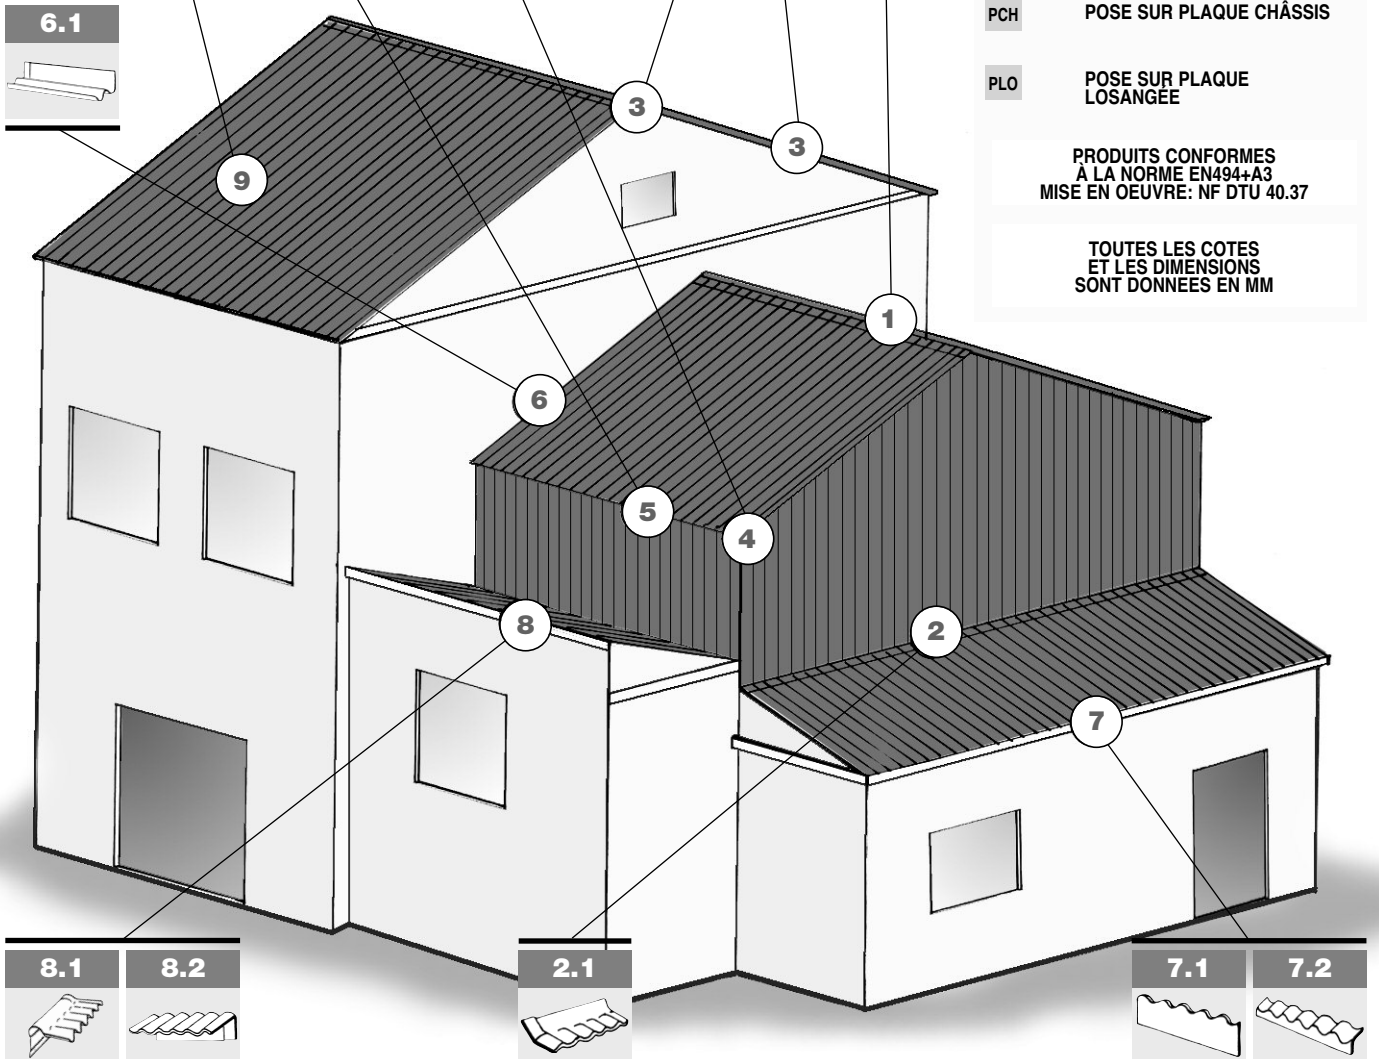 6.1
PCH POSE SUR PLAQUE CHÂSSIS
PLO POSE SUR PLAQUE
LOSANGÉE
PRODUITS CONFORMES
À LA NORME EN494+A3
MISE EN OEUVRE: NF DTU 40.37
TOUTES LES COTES
ET LES DIMENSIONS
SONT DONNEES EN MM
3
3
9
1
6
5
4
8
2
7
8.1 8.2
2.1
7.1 7.2